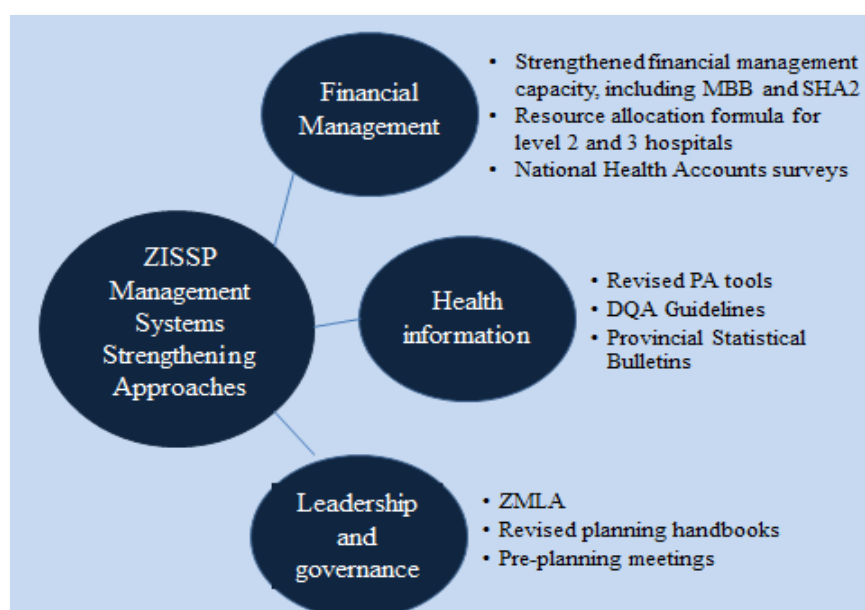 Financial
Management
• Strengthened financial management
capacity, including MBB and SHA2
• Resource allocation formula for
level 2 and 3 hospitals
• National Health Accounts surveys
ZISSP
Management
Systems
Strengthening
Approaches
Health
information
• Revised PA tools
• DQA Guidelines
• Provincial Statistical
Bulletins
Leadership
and
governance
• ZMLA
• Revised planning handbooks
• Pre-planning meetings